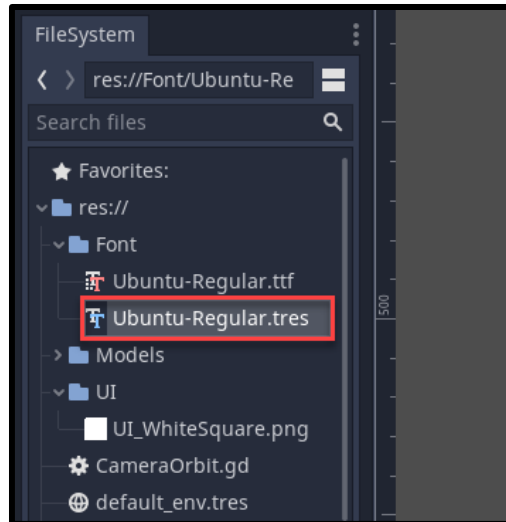 FileSystem
res://Font/Ubuntu-Re
Search files
Favorites:
res://
Font
Ubuntu-Regular.ttf
Ubuntu-Regular.tres
500
Models
UI
UI_WhiteSquare.png
CameraOrbit.gd
default_env.tres